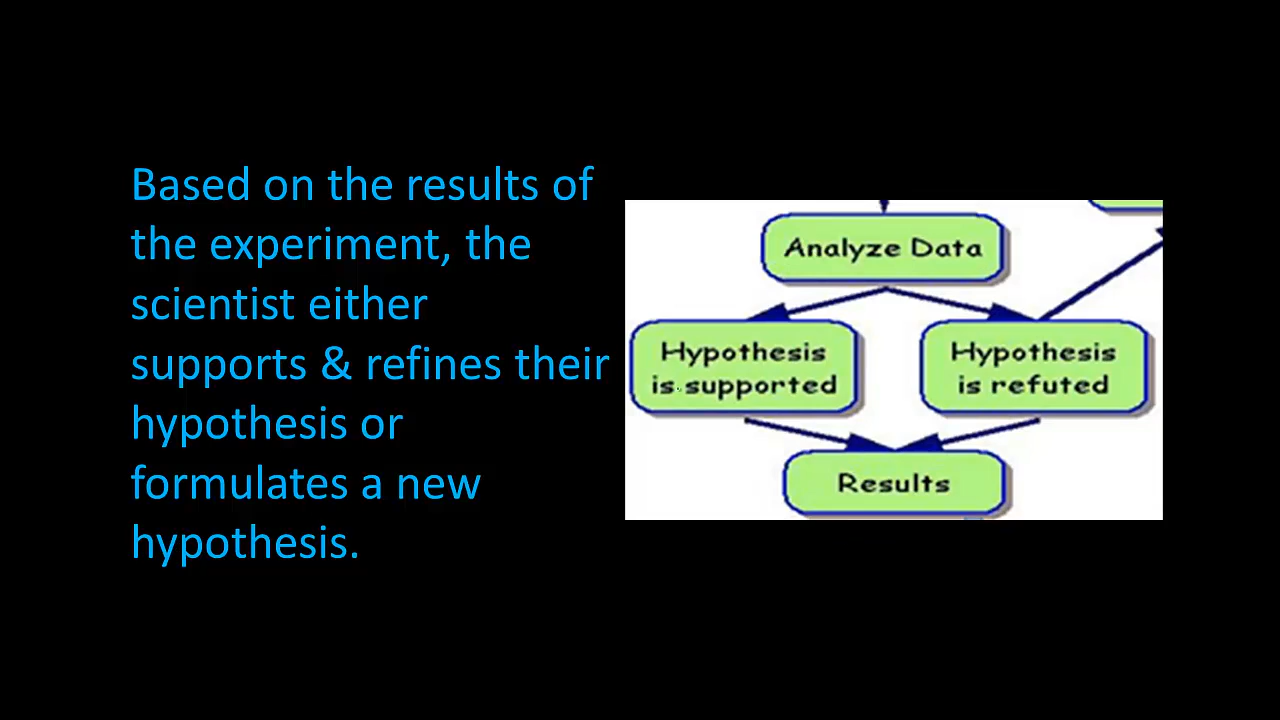 Based on the results of
the experiment, the
scientist either
supports & refines their
hypothesis or
formulates a new
hypothesis.
Analyze Data
Hypothesis
is supported
Hypothesis
is refuted
Results